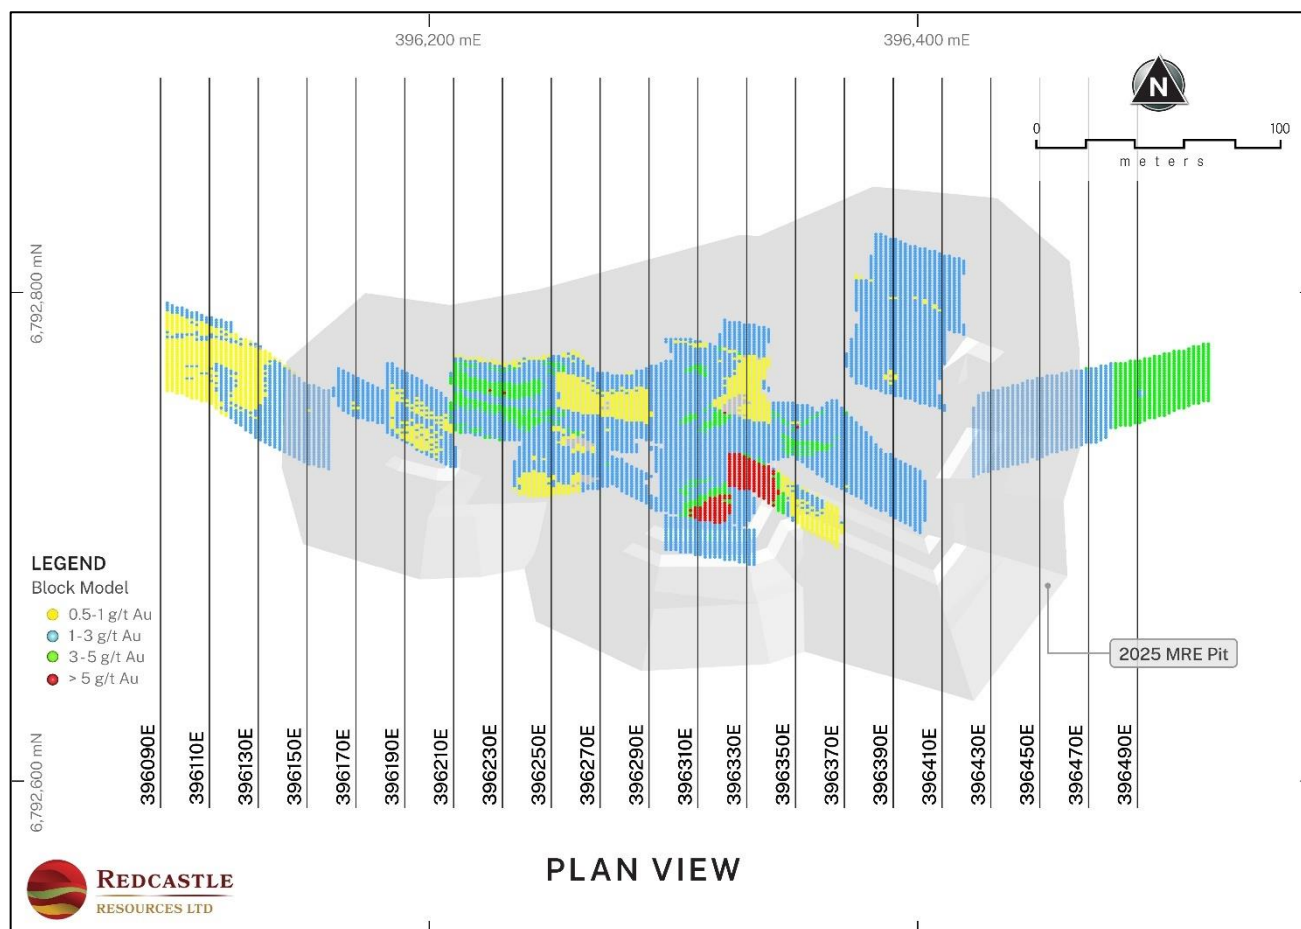 396,200 mE
396,400 mE
N
0
100
meters
6,792,800 mN
LEGEND
Block Model
0.5-1 g/t Au
1-3 g/t Au
3-5 g/t Au
> 5 g/t Au
2025 MRE Pit
6,792,600 mN
396090E
396110E
396130E
396150E
396170E
396190E
396210E
396230E
396250E
396270E
396290E
396310E
396330E
396350E
396370E
396390E
396410E
396430E
396450E
396470E
396490E
PLAN VIEW
REDCASTLE
RESOURCES LTD